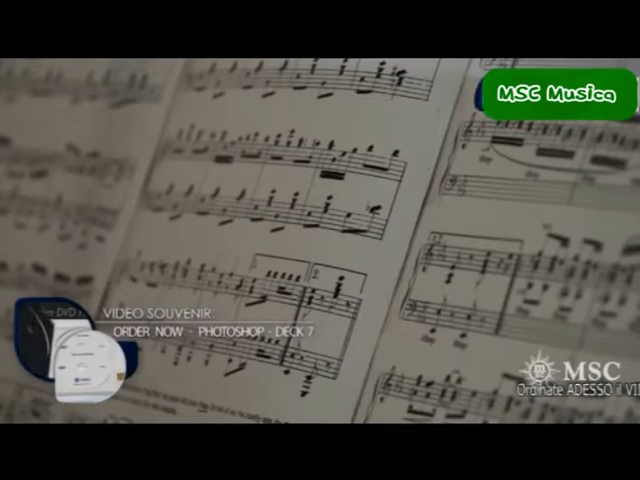 MSC Musica
VIDEO SOUVENIR
ORDER NOW - PHOTOSHOP - DECK 7
MSC
Ordinate ADESSO il VI